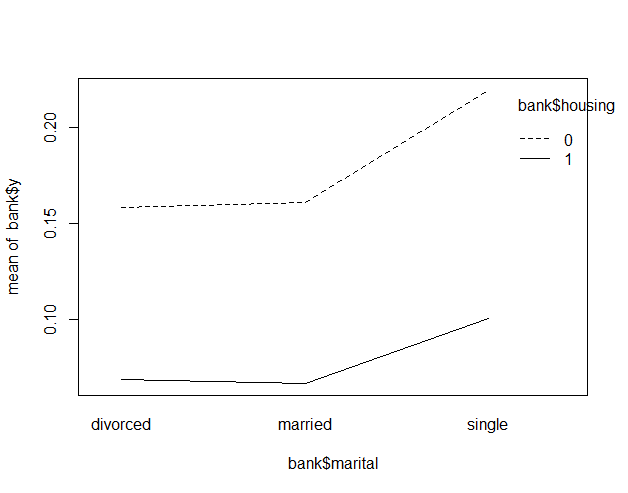 bank$housing
0
1
mean of bank$y
0.20
0.15
0.10
divorced married single
bank$marital